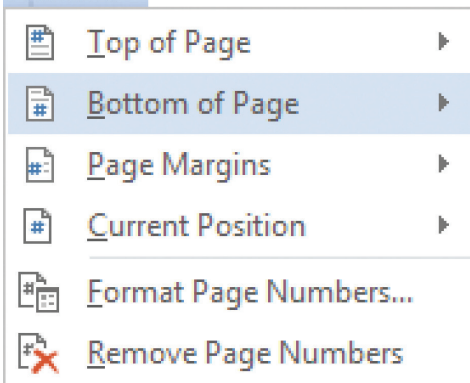 Top of Page
Bottom of Page
Page Margins
Current Position
Format Page Numbers...
Remove Page Numbers